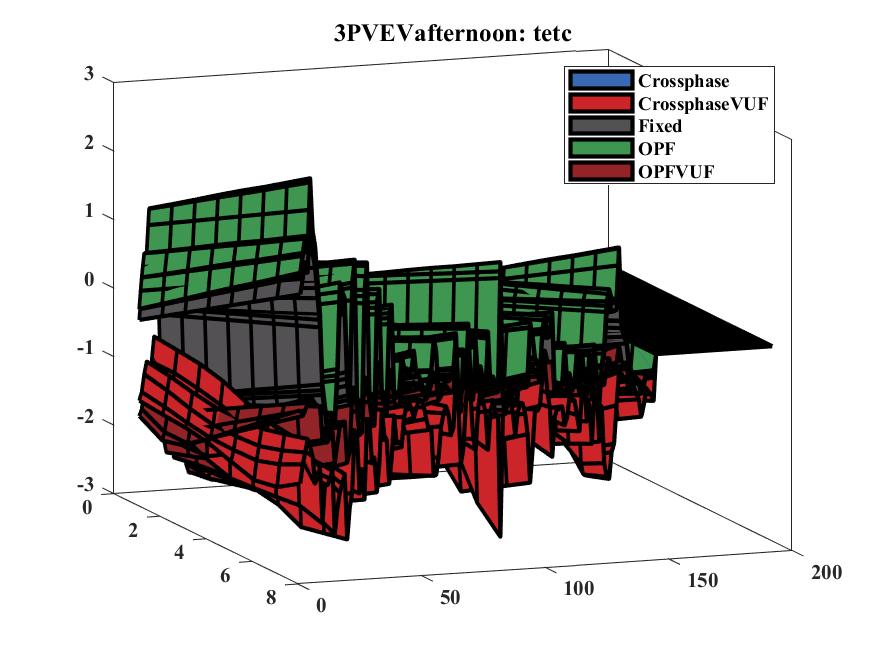 3PVEVafternoon: tetc
Crossphase
CrossphaseVUF
Fixed
OPF
OPFVUF
3
2
1
0
-1
-2
-3
0
2
4
6
8
0
50
100
150
200